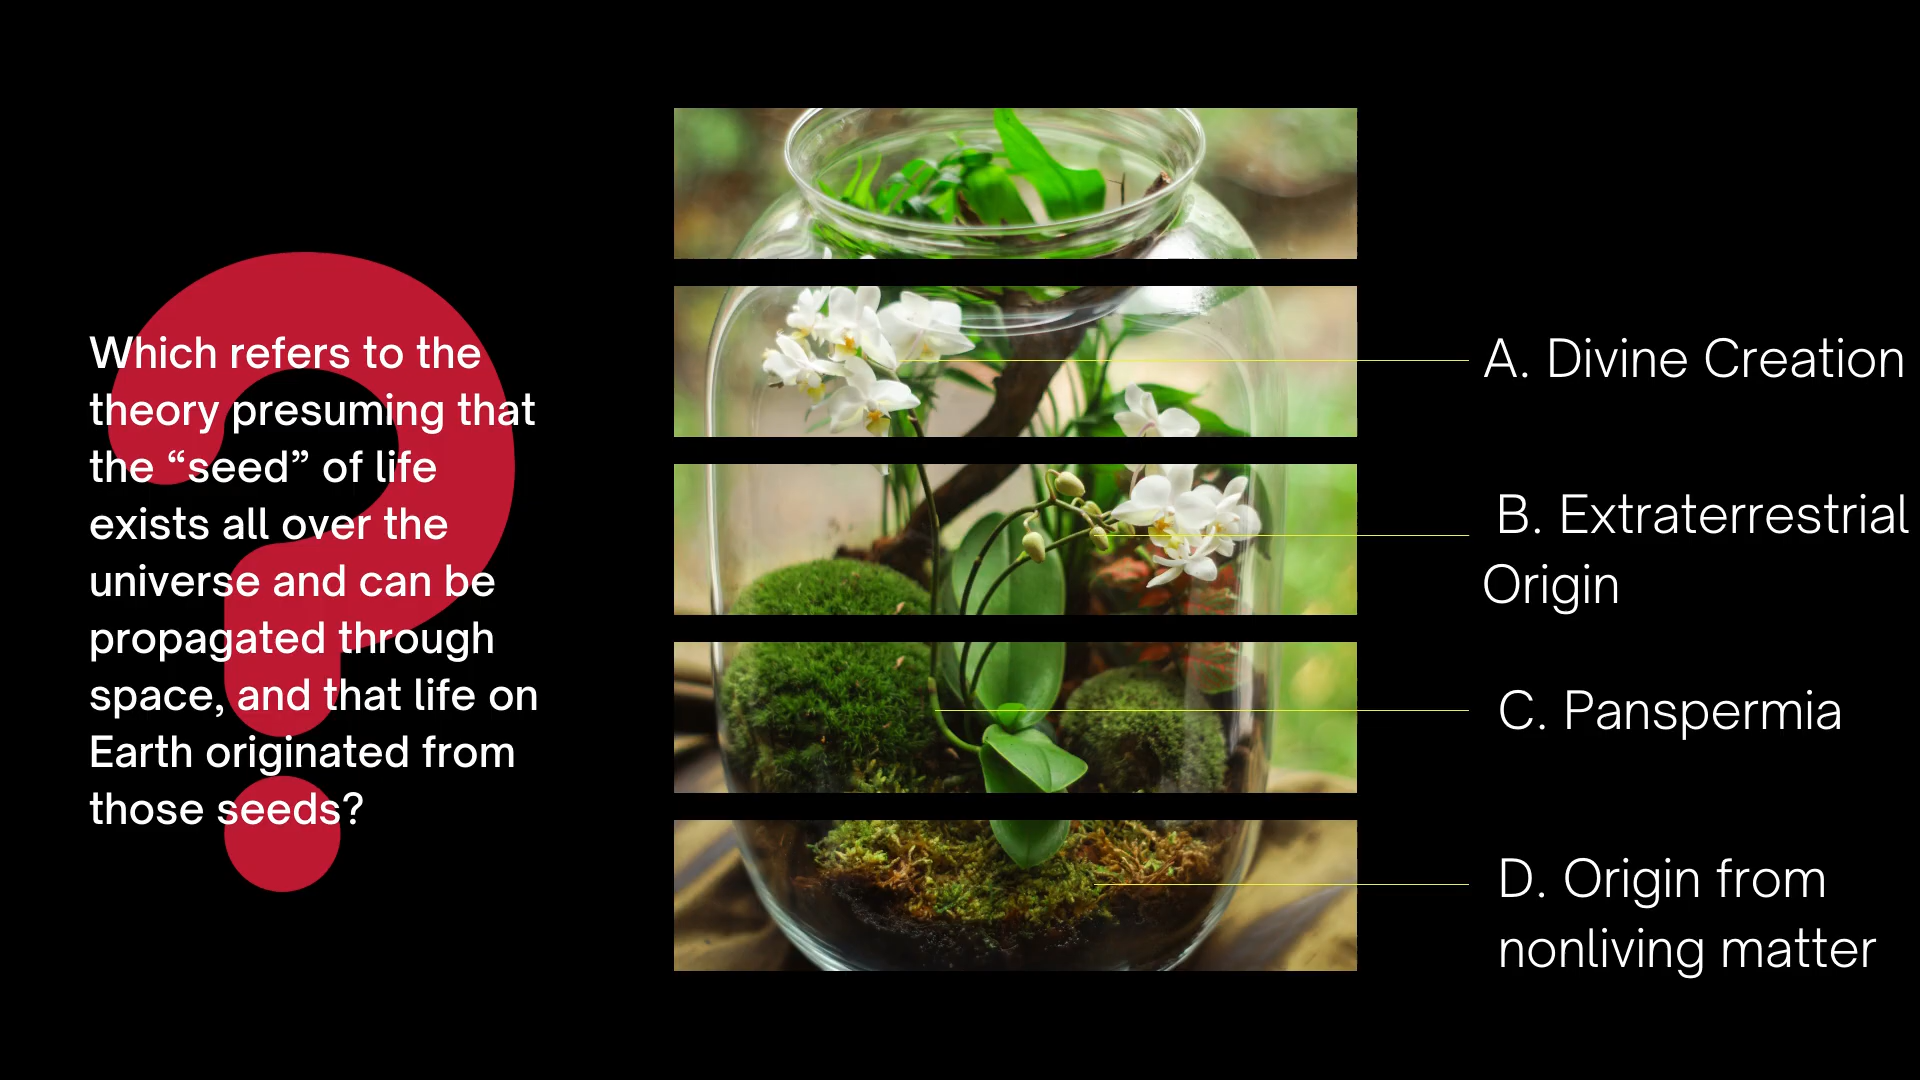 Which refers to the
theory presuming that
the “seed” of life
exists all over the
universe and can be
propagated through
space, and that life on
Earth originated from
those seeds?
A. Divine Creation
B. Extraterrestrial
Origin
C. Panspermia
D. Origin from
nonliving matter